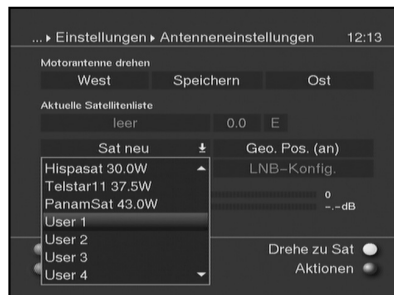 ... ▸ Einstellungen ▸ Antenneneinstellungen 12:13
Motorantenne drehen
West Speichern Ost
Aktuelle Satellitenliste
leer 0.0 E
Sat neu Geo. Pos. (an)
Hispasat 30.0W LNB-Konfig.
Telstar11 37.5W
PanamSat 43.0W 0
-.-dB
User 1
User 2
User 3 Drehe zu Sat
User 4 Aktionen